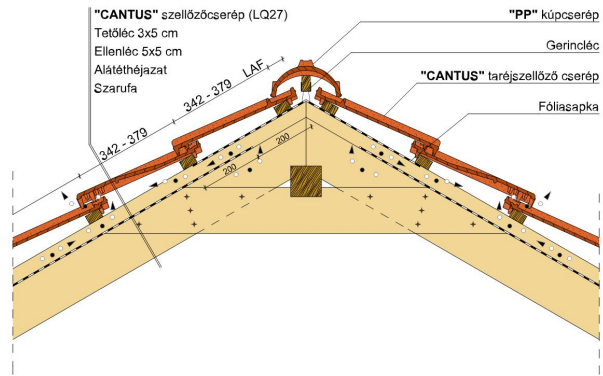 "CANTUS" szellőzőcserép (LQ27)
Tetőléc 3x5 cm
Ellenléc 5x5 cm
Alátéthéjazat
Szarufa
"PP" kúpcserép
Gerincléc
"CANTUS" taréjszellőző cserép
Fóliasapka
LAF
342 - 379
342 - 379
200
200